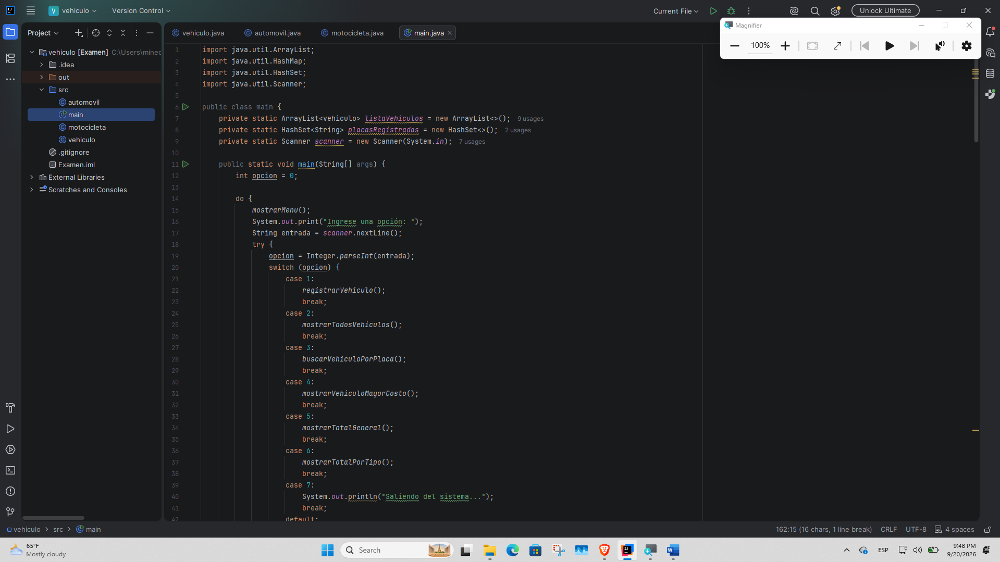 V vehiculo Version Control Current File Unlock Ultimate
Magnifier
100%
Project
vehiculo.java automovil.java motocicleta.java main.java
vehiculo [Examen] C:\Users\minec
.idea
out
src
automovil
main
motocicleta
vehiculo
.gitignore
Examen.iml
External Libraries
Scratches and Consoles
1 import java.util.ArrayList;
2 import java.util.HashMap;
3 import java.util.HashSet;
4 import java.util.Scanner;
5
6 public class main {
7 private static ArrayList<vehiculo> listaVehiculos = new ArrayList<>(); 9 usages
8 private static HashSet<String> placasRegistradas = new HashSet<>(); 2 usages
9 private static Scanner scanner = new Scanner(System.in); 7 usages
10
11 public static void main(String[] args) {
12 int opcion = 0;
13
14 do {
15 mostrarMenu();
16 System.out.print("Ingrese una opción: ");
17 String entrada = scanner.nextLine();
18 try {
19 opcion = Integer.parseInt(entrada);
20 switch (opcion) {
21 case 1:
22 registrarVehiculo();
23 break;
24 case 2:
25 mostrarTodosVehiculos();
26 break;
27 case 3:
28 buscarVehiculoPorPlaca();
29 break;
30 case 4:
31 mostrarVehiculoMayorCosto();
32 break;
33 case 5:
34 mostrarTotalGeneral();
35 break;
36 case 6:
37 mostrarTotalPorTipo();
38 break;
39 case 7:
40 System.out.println("Saliendo del sistema...");
41 break;
42 default:
vehiculo > src > main 162:15 (16 chars, 1 line break) CRLF UTF-8 4 spaces
65°F
Mostly cloudy
Search
ESP
9:48 PM
9/20/2026